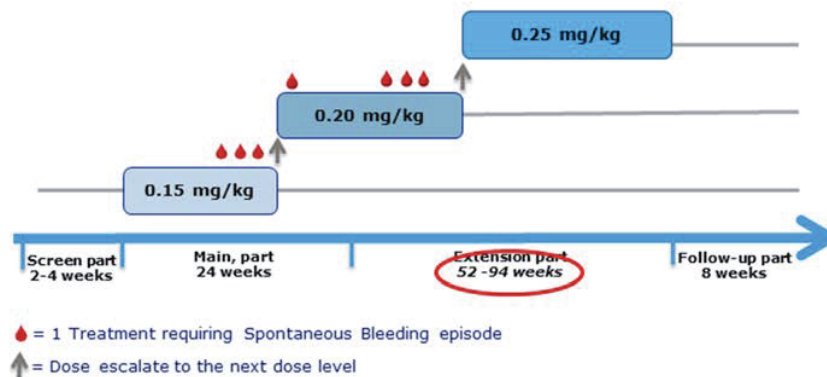 0.25 mg/kg
0.20 mg/kg
0.15 mg/kg
Screen part
2-4 weeks
Main, part
24 weeks
Extension part
52 -94 weeks
Follow-up part
8 weeks
= 1 Treatment requiring Spontaneous Bleeding episode
= Dose escalate to the next dose level